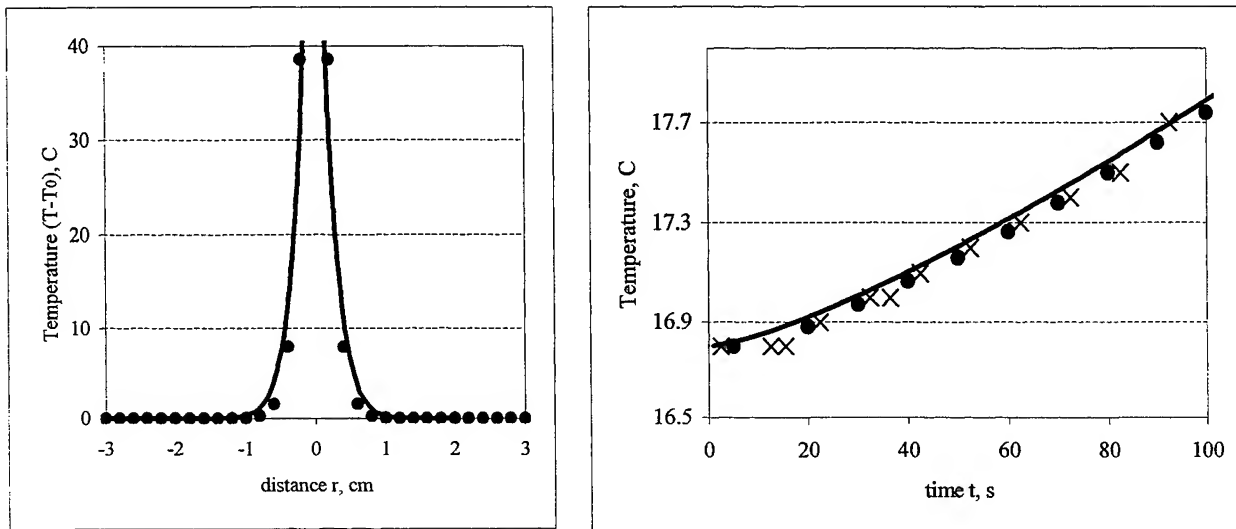 40
30
20
10
0
Temperature (T-T0), C
-3 -2 -1 0 1 2 3
distance r, cm
17.7
17.3
16.9
16.5
Temperature, C
0 20 40 60 80 100
time t, s